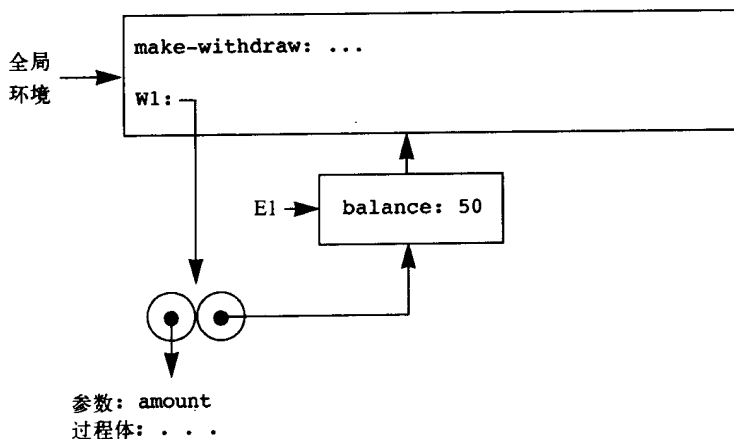 make-withdraw: ...
全局
环境
W1:
E1
balance: 50
参数: amount
过程体: . . .